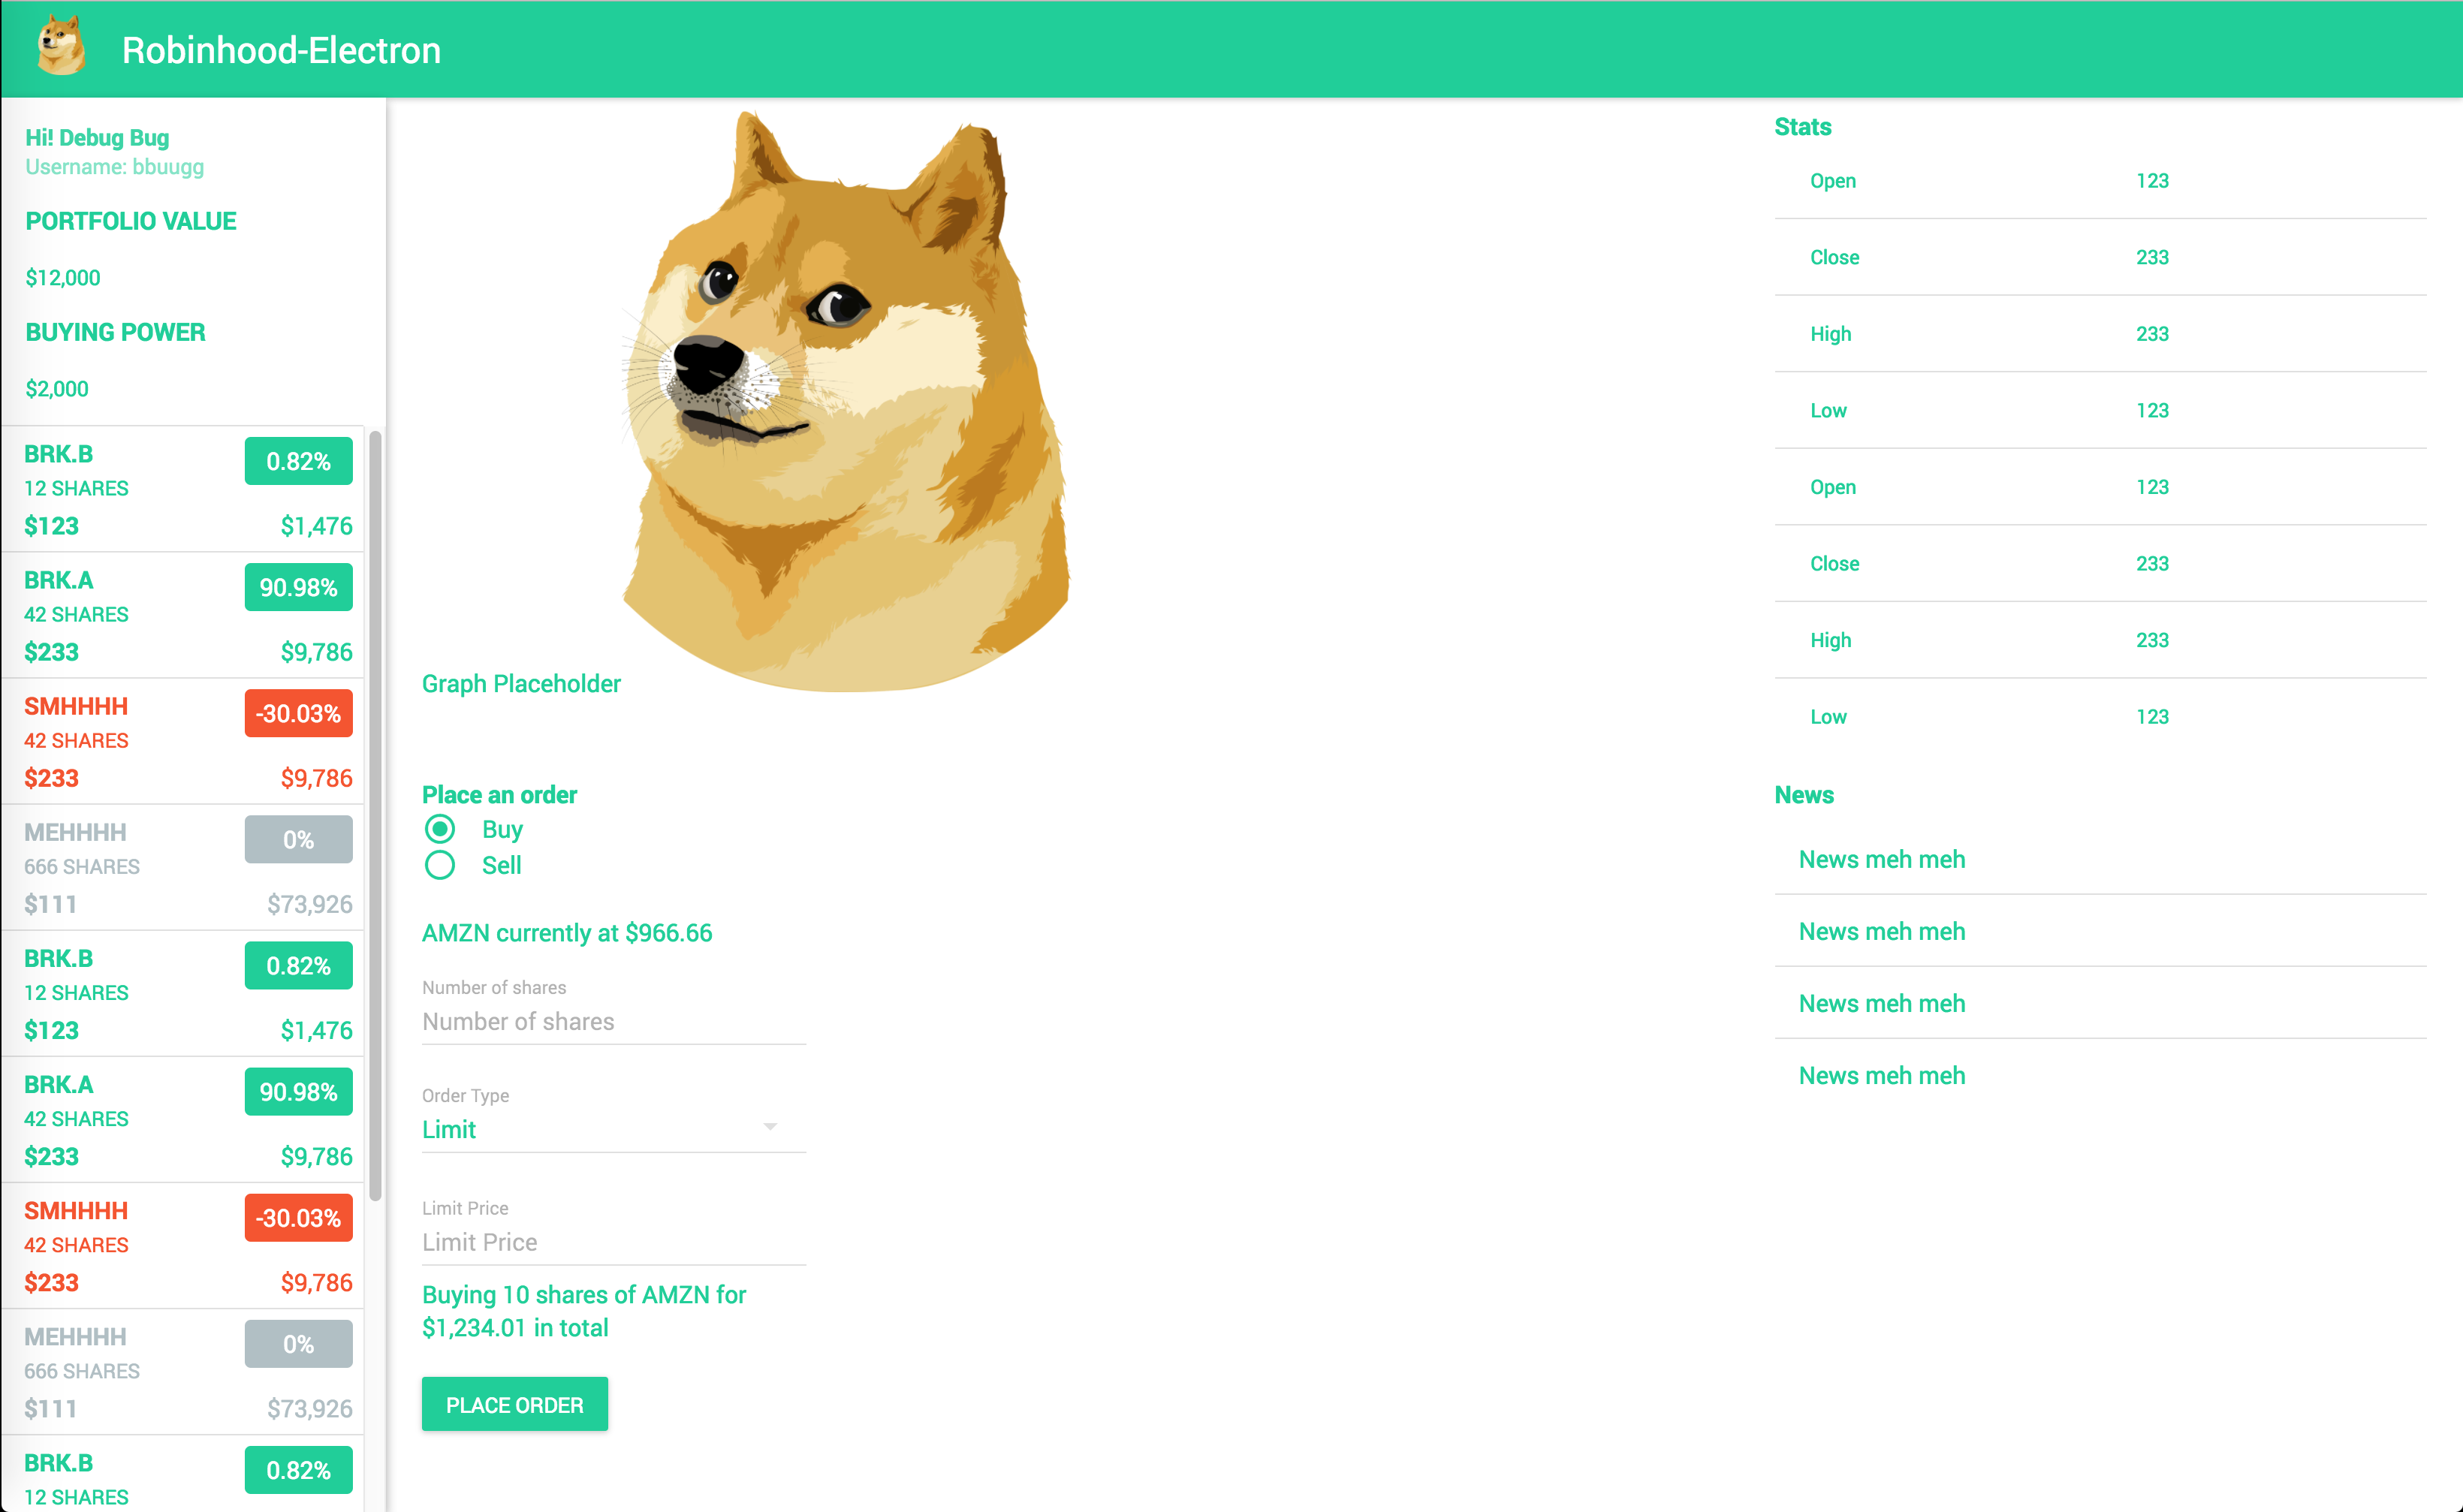 Robinhood-Electron
Hi! Debug Bug
Username: bbuugg
PORTFOLIO VALUE
$12,000
BUYING POWER
$2,000
BRK.B 0.82%
12 SHARES
$123 $1,476
BRK.A 90.98%
42 SHARES
$233 $9,786
SMHHHH -30.03%
42 SHARES
$233 $9,786
MEHHHH 0%
666 SHARES
$111 $73,926
BRK.B 0.82%
12 SHARES
$123 $1,476
BRK.A 90.98%
42 SHARES
$233 $9,786
SMHHHH -30.03%
42 SHARES
$233 $9,786
MEHHHH 0%
666 SHARES
$111 $73,926
BRK.B 0.82%
12 SHARES
Graph Placeholder
Place an order
Buy
Sell
AMZN currently at $966.66
Number of shares
Number of shares
Order Type
Limit
Limit Price
Limit Price
Buying 10 shares of AMZN for
$1,234.01 in total
PLACE ORDER
Stats
Open 123
Close 233
High 233
Low 123
Open 123
Close 233
High 233
Low 123
News
News meh meh
News meh meh
News meh meh
News meh meh